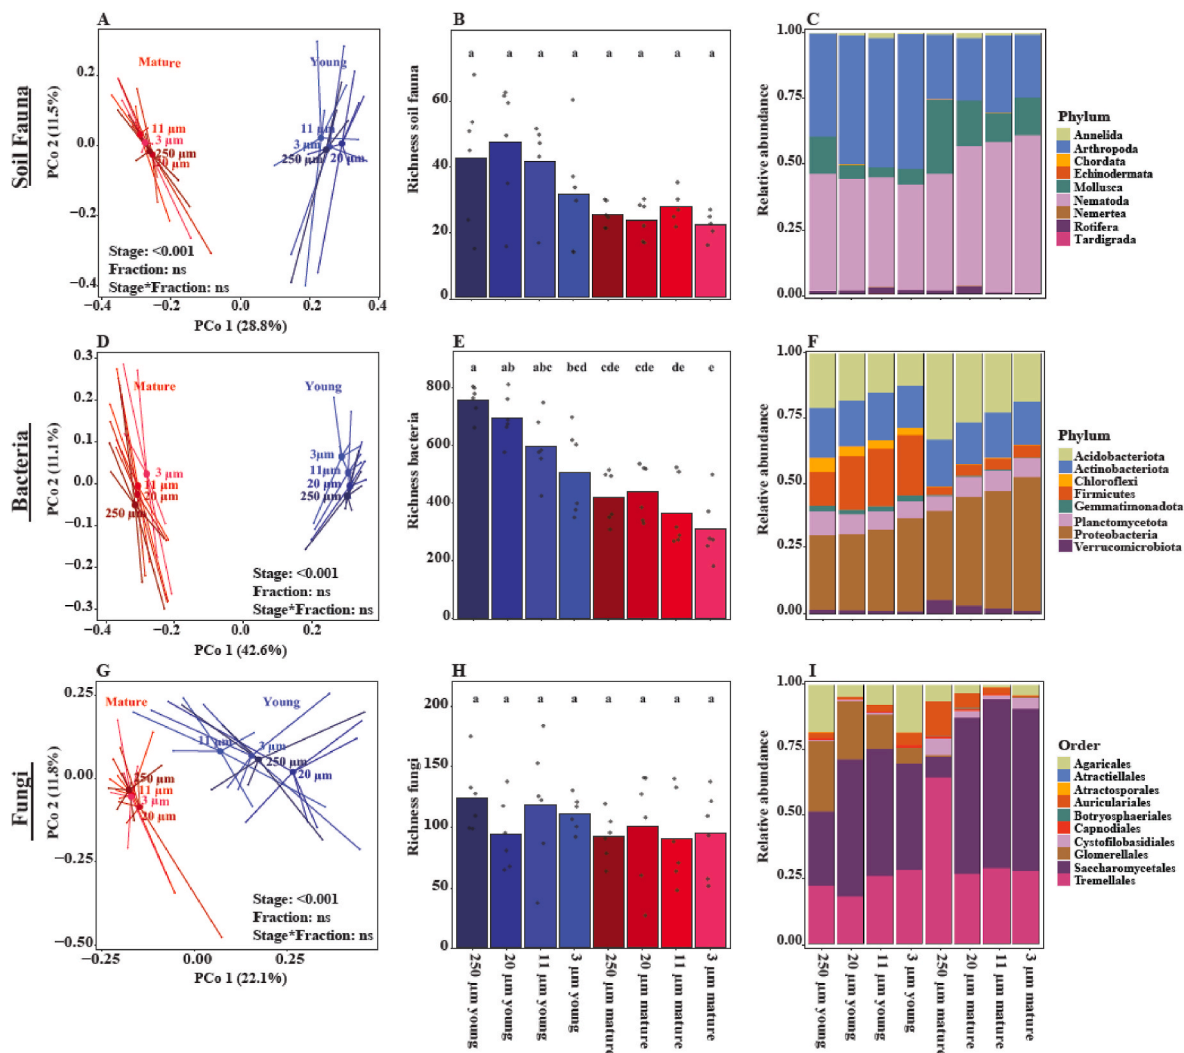 A
Soil Fauna
PCo 2 (11.5%)
0.2
0.0
−0.2
−0.4
Mature
Young
11 µm
3 µm
250 µm
20 µm
11 µm
3 µm
250 µm
20 µm
Stage: <0.001
Fraction: ns
Stage*Fraction: ns
−0.4
−0.2
0.0
0.2
0.4
PCo 1 (28.8%)
B
Richness soil fauna
60
40
20
0
a a a a a a a a
C
Relative abundance
1.00
0.75
0.50
0.25
0.00
Phylum
Annelida
Arthropoda
Chordata
Echinodermata
Mollusca
Nematoda
Nemertea
Rotifera
Tardigrada
D
Bacteria
PCo 2 (11.1%)
0.3
0.2
0.1
0.0
−0.1
−0.2
−0.3
Mature
Young
3 µm
11 µm
20 µm
250 µm
3µm
11µm
20 µm
250 µm
Stage: <0.001
Fraction: ns
Stage*Fraction: ns
−0.4
−0.2
0.0
0.2
PCo 1 (42.6%)
E
Richness bacteria
800
600
400
200
0
a ab abc bcd cde cde de e
F
Relative abundance
1.00
0.75
0.50
0.25
0.00
Phylum
Acidobacteriota
Actinobacteriota
Chloroflexi
Firmicutes
Gemmatimonadota
Planctomycetota
Proteobacteria
Verrucomicrobiota
G
Fungi
PCo 2 (11.8%)
0.25
0.00
−0.25
−0.50
Mature
Young
250 µm
11 µm
3 µm
20 µm
11 µm
3 µm
250 µm
20 µm
Stage: <0.001
Fraction: ns
Stage*Fraction: ns
−0.25
0.00
0.25
PCo 1 (22.1%)
H
Richness fungi
200
150
100
50
0
a a a a a a a a
250 µm young
20 µm young
11 µm young
3 µm young
250 µm mature
20 µm mature
11 µm mature
3 µm mature
I
Relative abundance
1.00
0.75
0.50
0.25
0.00
250 µm young
20 µm young
11 µm young
3 µm young
250 µm mature
20 µm mature
11 µm mature
3 µm mature
Order
Agaricales
Atractiellales
Atractosporales
Auriculariales
Botryosphaeriales
Capnodiales
Cystofilobasidiales
Glomerellales
Saccharomycetales
Tremellales